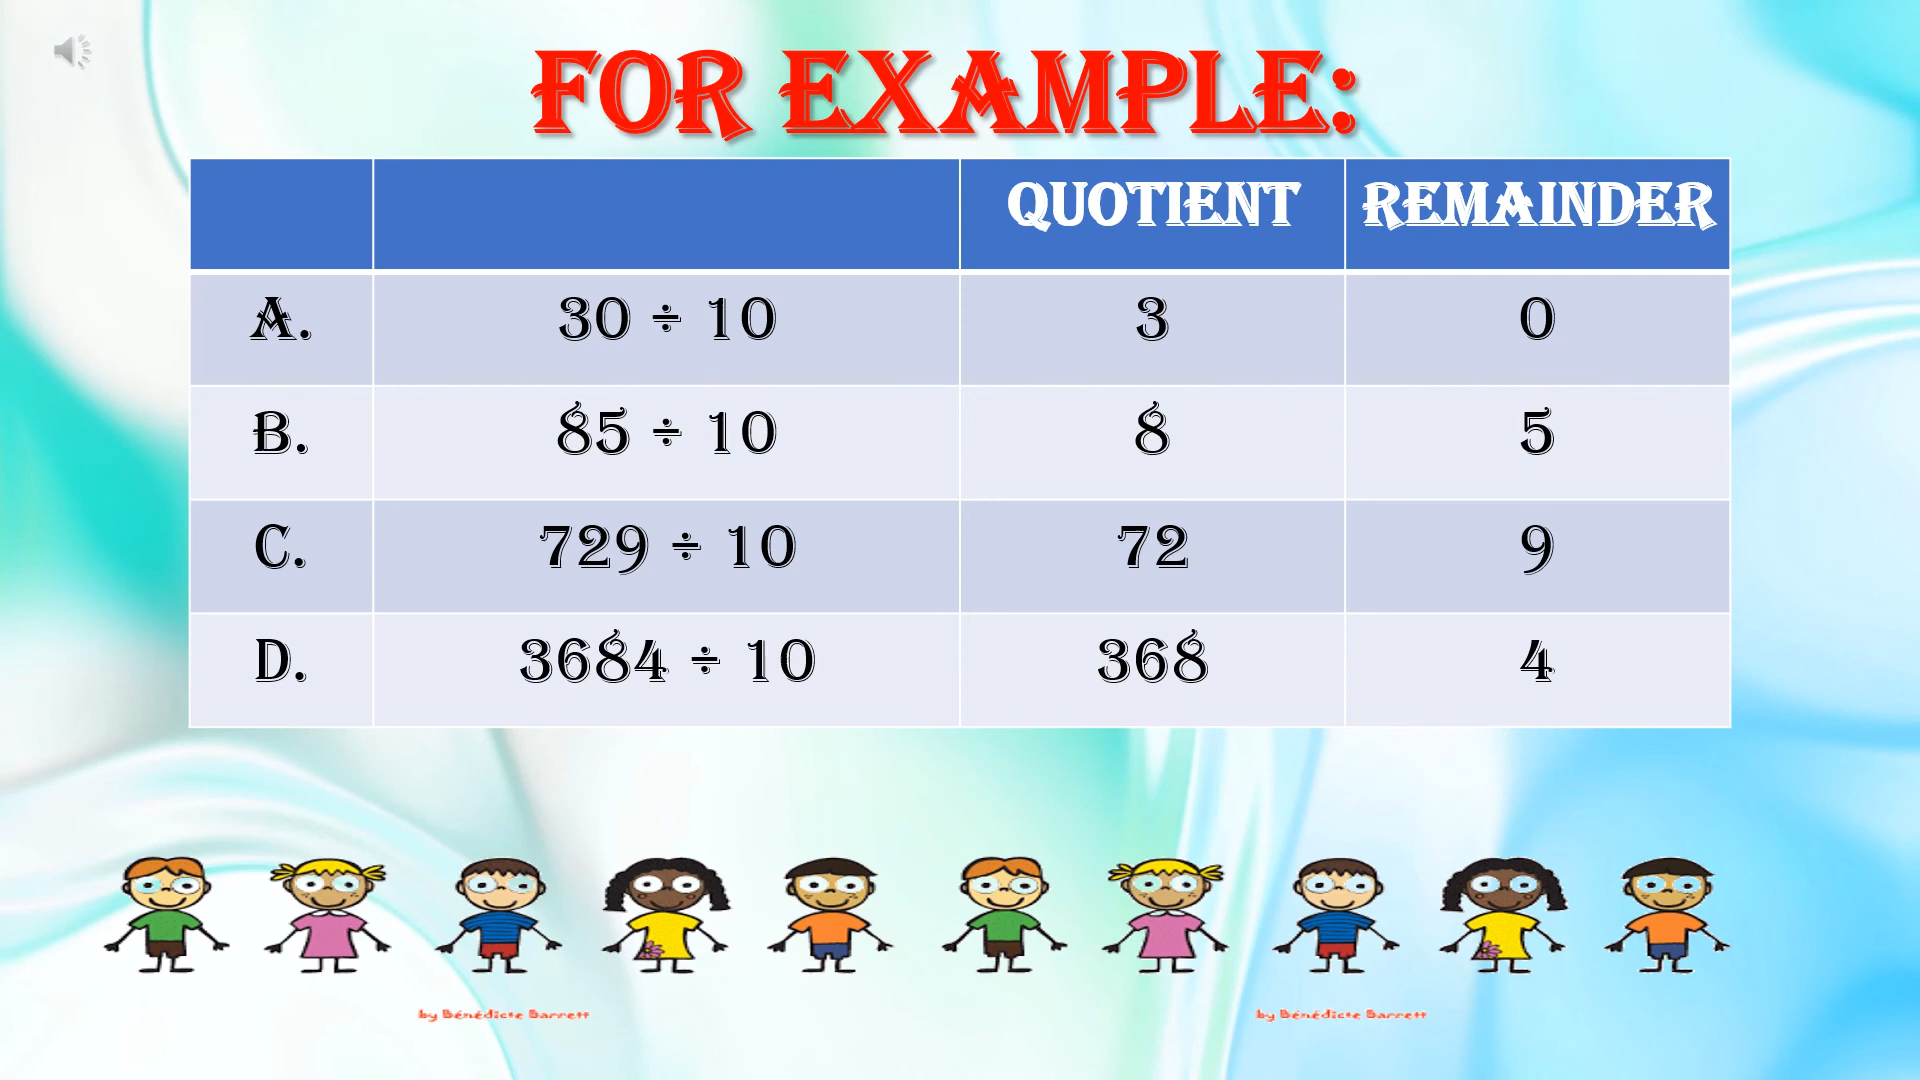 FOR EXAMPLE:
QUOTIENT REMAINDER
A. 30 ÷ 10 3 0
B. 85 ÷ 10 8 5
C. 729 ÷ 10 72 9
D. 3684 ÷ 10 368 4
by Bénédicte Barrett by Bénédicte Barrett